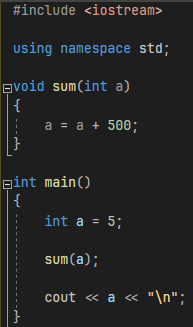 #include <iostream>
using namespace std;
void sum(int a)
{
a = a + 500;
}
int main()
{
int a = 5;
sum(a);
cout << a << "\n";
}